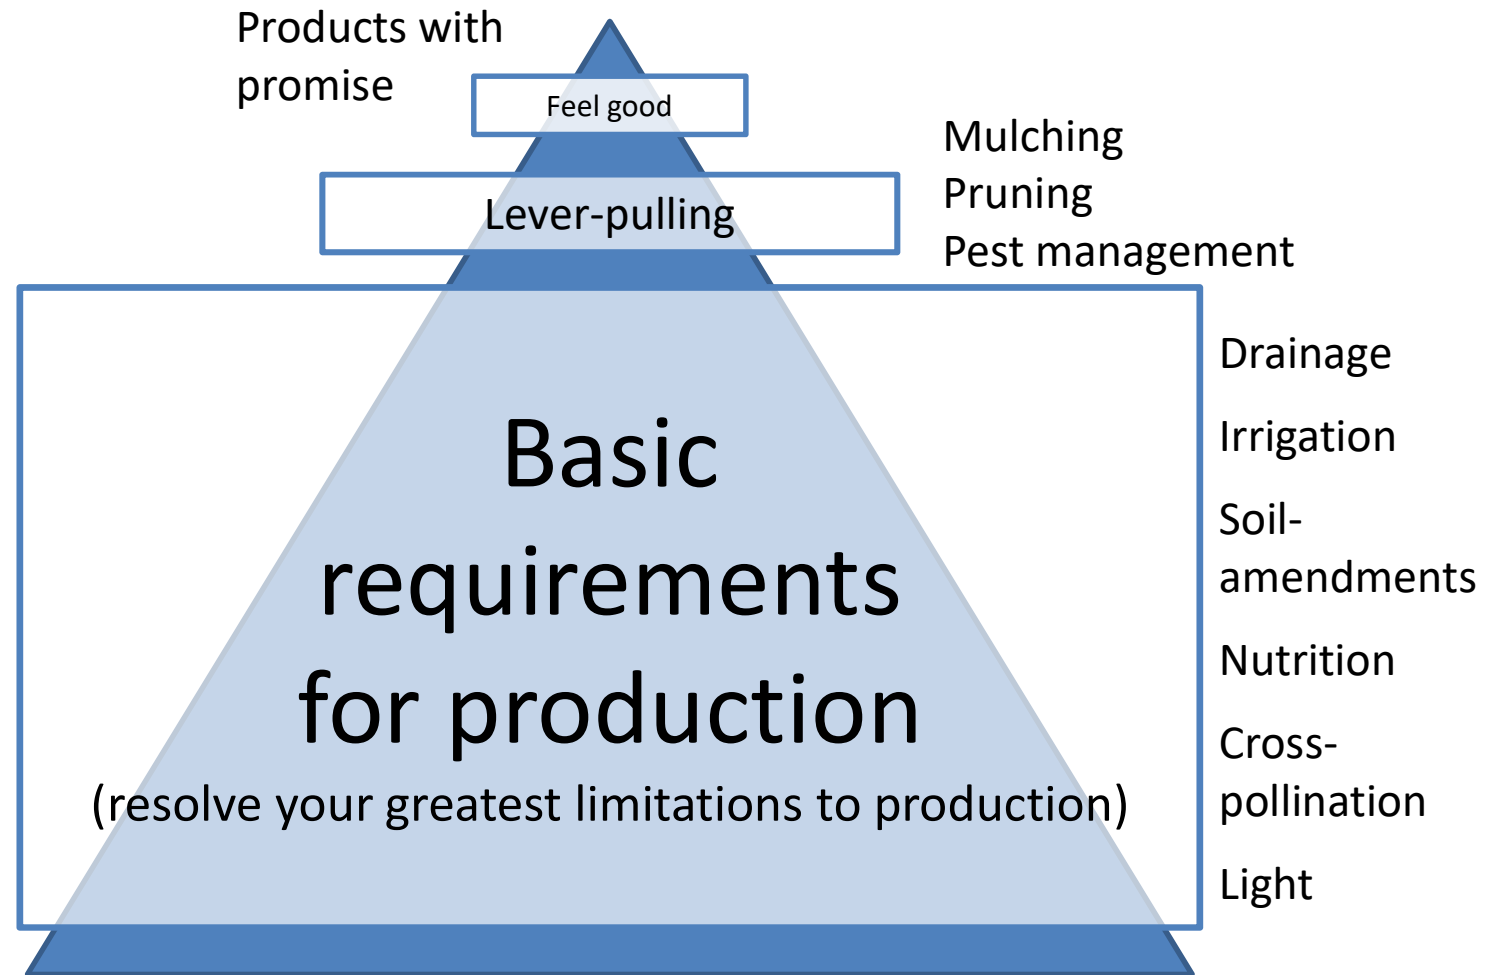 Products with
promise
Feel good
Mulching
Pruning
Pest management
Lever-pulling
Basic
requirements
for production
(resolve your greatest limitations to production)
Drainage
Irrigation
Soil-
amendments
Nutrition
Cross-
pollination
Light